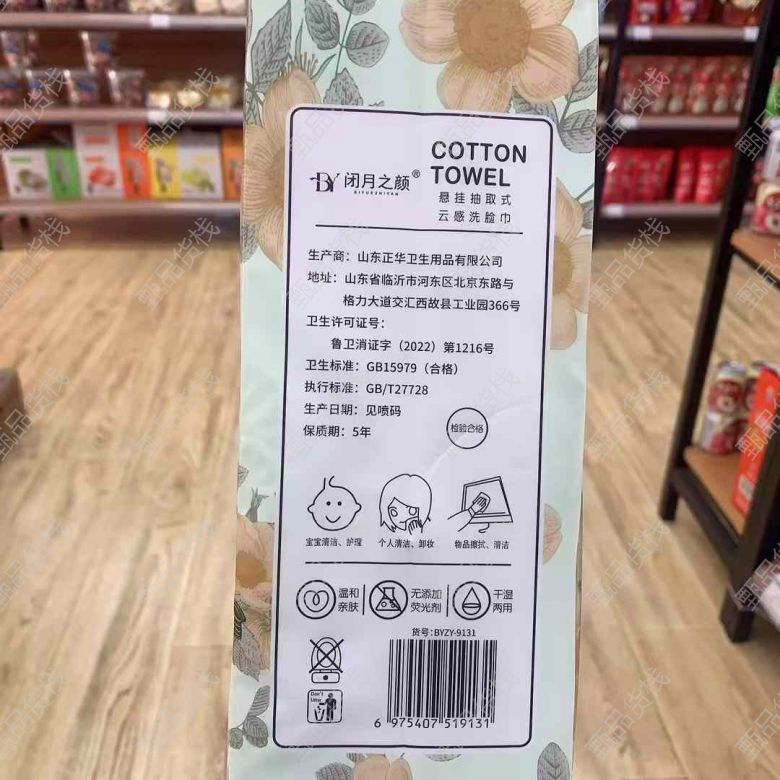 COTTON
TOWEL
BY 闭月之颜®
BIYUEZHIYAN
悬挂抽取式
云感洗脸巾
生产商：山东正华卫生用品有限公司
地址：山东省临沂市河东区北京东路与
格力大道交汇西故县工业园366号
卫生许可证号：
鲁卫消证字（2022）第1216号
卫生标准：GB15979（合格）
执行标准：GB/T27728
生产日期：见喷码
保质期：5年
检验合格
宝宝清洁、护理
个人清洁、卸妆
物品擦拭、清洁
温和
亲肤
无添加
荧光剂
干湿
两用
货号:BYZY-9131
Don't
Litter
6 975407 519131
甄品货栈